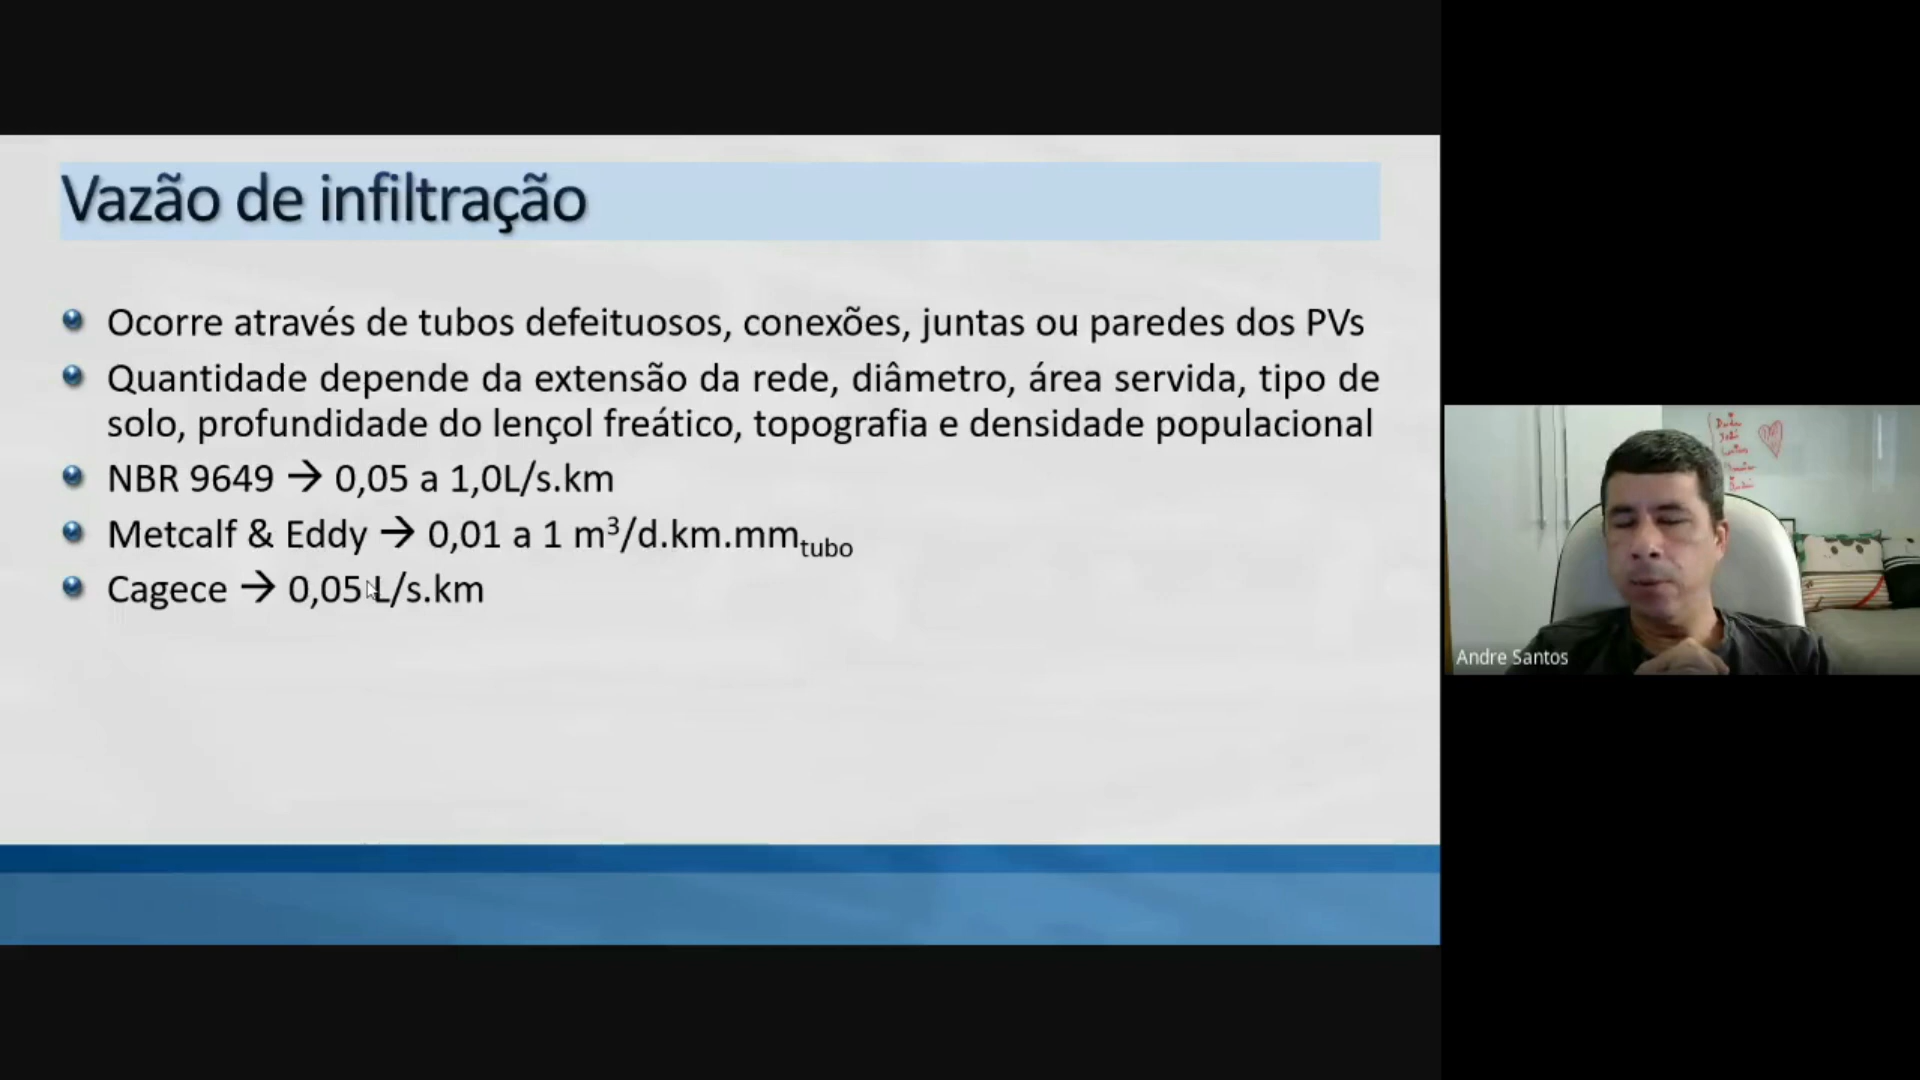 Vazão de infiltração
Ocorre através de tubos defeituosos, conexões, juntas ou paredes dos PVs
Quantidade depende da extensão da rede, diâmetro, área servida, tipo de
solo, profundidade do lençol freático, topografia e densidade populacional
NBR 9649 → 0,05 a 1,0L/s.km
Metcalf & Eddy → 0,01 a 1 m³/d.km.mm tubo
Cagece → 0,05 L/s.km
Andre Santos